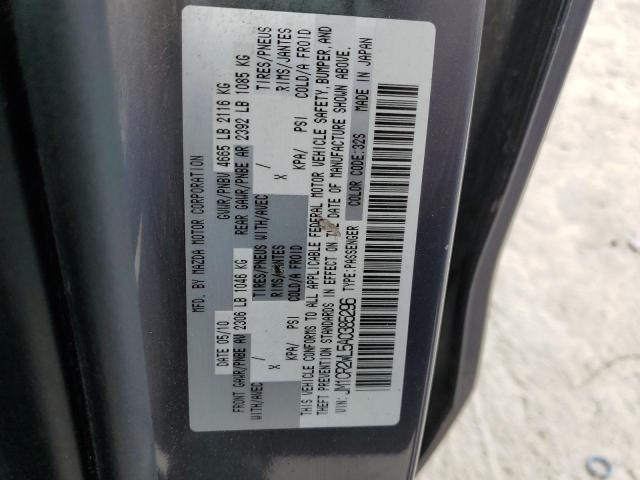 MFD. BY MAZDA MOTOR CORPORATION
DATE 05/10 GWR/PNBV 4665 LB 2116 KG
FRONT GAWR/PNBE AV 2306 LB 1046 KG REAR GAWR/PNBE AR 2392 LB 1085 KG
WITH/AVEC TIRES/PNEUS WITH/AVEC / TIRES/PNEUS
X RIMS/JANTES X RIMS/JANTES
KPA/ PSI COLD/A FROID KPA/ PSI COLD/A FROID
THIS VEHICLE CONFORMS TO ALL APPLICABLE FEDERAL MOTOR VEHICLE SAFETY, BUMPER, AND
THEFT PREVENTION STANDARDS IN EFFECT ON THE DATE OF MANUFACTURE SHOWN ABOVE.
VIN: JM1CR2WL5AC385296 TYPE:PASSENGER COLOR CODE:32S MADE IN JAPAN